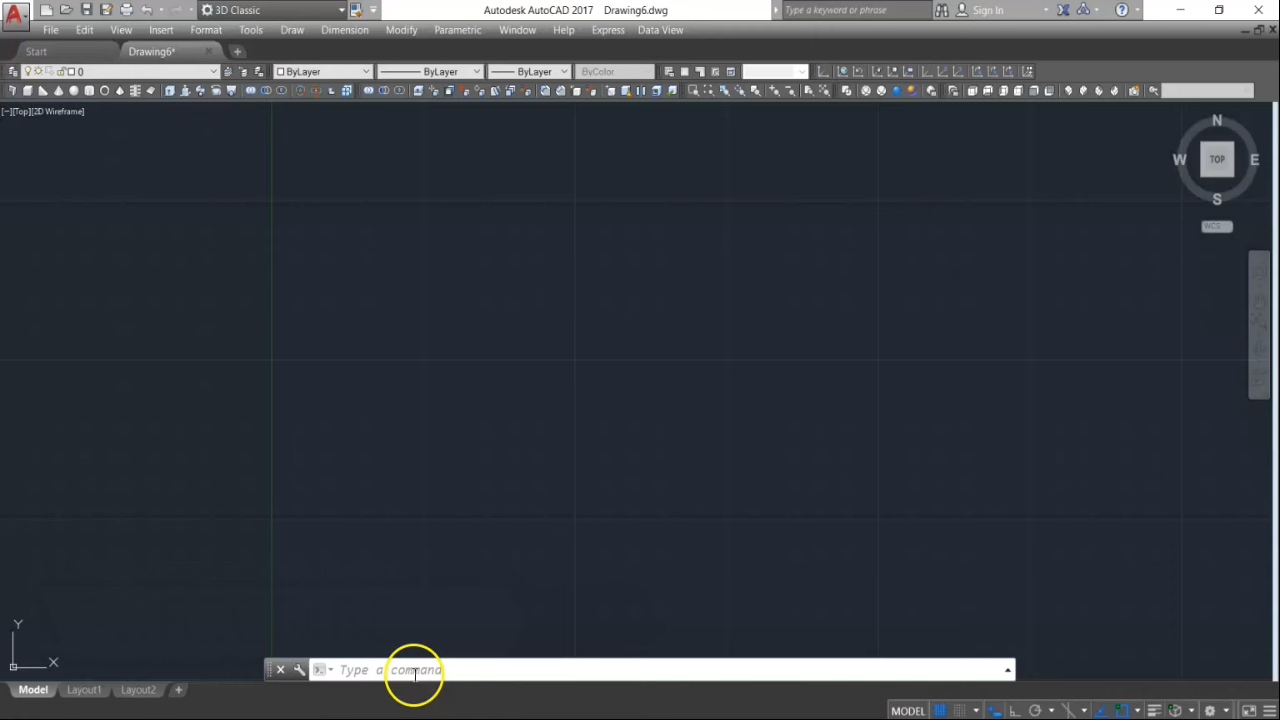 3D Classic
Autodesk AutoCAD 2017 Drawing6.dwg
Type a keyword or phrase
Sign In
File Edit View Insert Format Tools Draw Dimension Modify Parametric Window Help Express Data View
Start Drawing6*
0 ByLayer ByLayer ByLayer ByColor
[−][Top][2D Wireframe]
N
W TOP E
S
WCS
Y
X
Type a command
Model Layout1 Layout2
MODEL